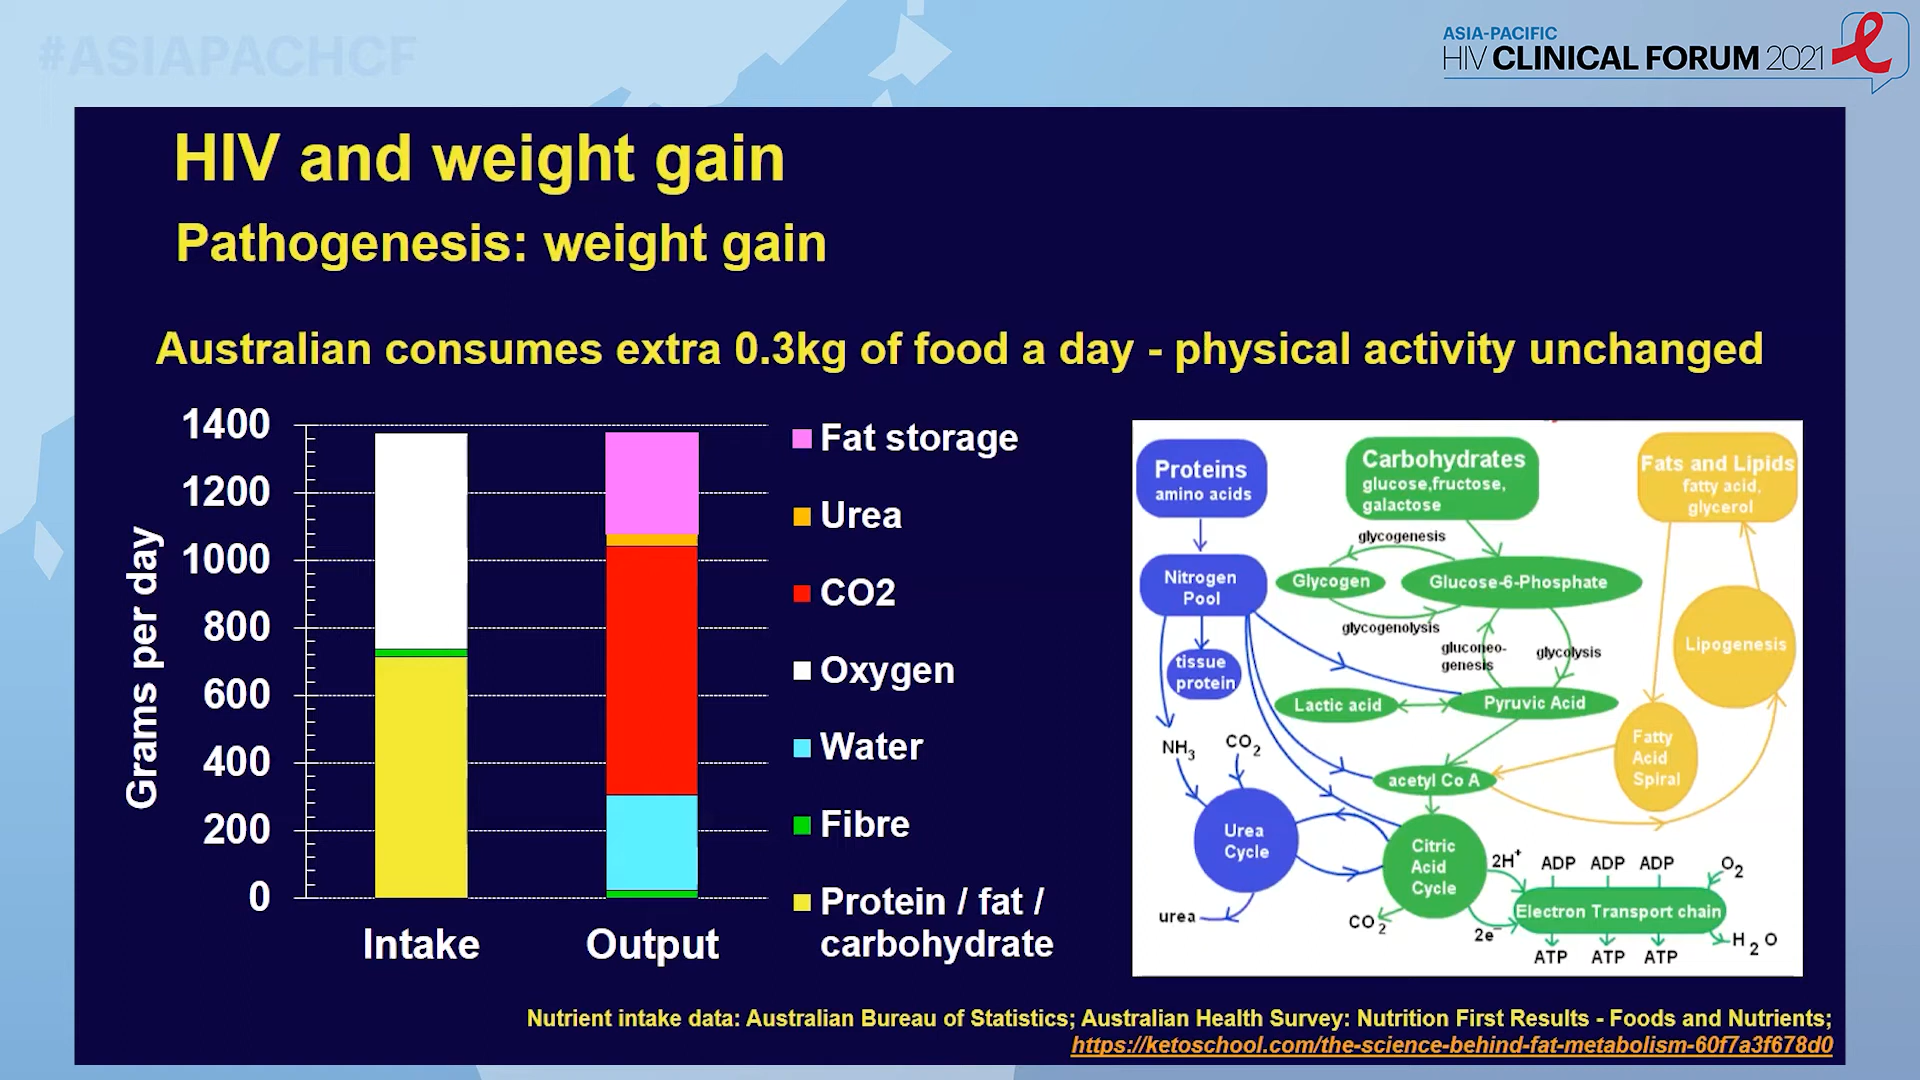 #ASIAPACHCF
ASIA-PACIFIC
HIV CLINICAL FORUM 2021
HIV and weight gain
Pathogenesis: weight gain
Australian consumes extra 0.3kg of food a day - physical activity unchanged
Grams per day
1400
1200
1000
800
600
400
200
0
Intake
Output
Fat storage
Urea
CO2
Oxygen
Water
Fibre
Protein / fat /
carbohydrate
Proteins
amino acids
Carbohydrates
glucose,fructose,
galactose
Fats and Lipids
fatty acid,
glycerol
glycogenesis
Nitrogen
Pool
Glycogen
Glucose-6-Phosphate
glycogenolysis
gluconeo-
genesis
glycolysis
Lipogenesis
tissue
protein
Lactic acid
Pyruvic Acid
NH3
CO2
Fatty
Acid
Spiral
acetyl Co A
Urea
Cycle
Citric
Acid
Cycle
2H+
ADP ADP ADP
O2
urea
CO2
2e-
Electron Transport chain
H2O
ATP ATP ATP
Nutrient intake data: Australian Bureau of Statistics; Australian Health Survey: Nutrition First Results - Foods and Nutrients;
https://ketoschool.com/the-science-behind-fat-metabolism-60f7a3f678d0